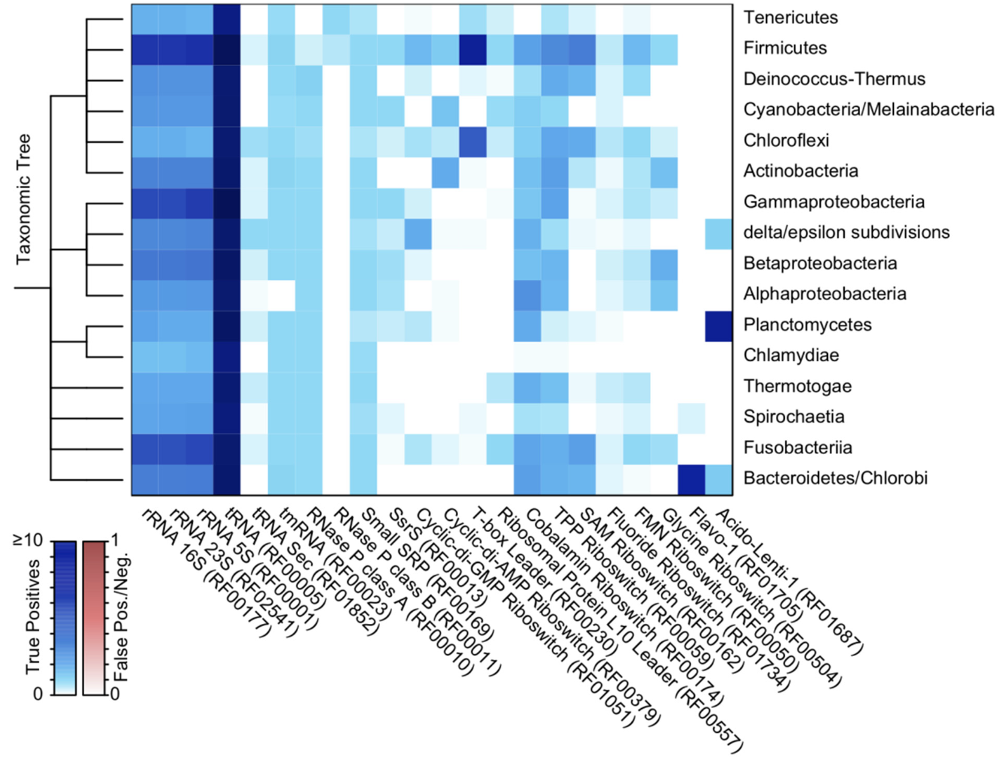 Taxonomic Tree
Tenericutes
Firmicutes
Deinococcus-Thermus
Cyanobacteria/Melainabacteria
Chloroflexi
Actinobacteria
Gammaproteobacteria
delta/epsilon subdivisions
Betaproteobacteria
Alphaproteobacteria
Planctomycetes
Chlamydiae
Thermotogae
Spirochaetia
Fusobacteriia
Bacteroidetes/Chlorobi
rRNA 16S (RF00177)
rRNA 23S (RF02541)
rRNA 5S (RF00001)
tRNA (RF00005)
tRNA Sec (RF01852)
tmRNA (RF00023)
RNase P class A (RF00010)
RNase P class B (RF00011)
Small SRP (RF00169)
SsrS (RF00013)
Cyclic-di-GMP Riboswitch (RF01051)
Cyclic-di-AMP Riboswitch (RF00379)
T-box Leader (RF00230)
Ribosomal Protein L10 Leader (RF00557)
Cobalamin Riboswitch (RF00174)
TPP Riboswitch (RF00059)
SAM Riboswitch (RF00162)
Fluoride Riboswitch (RF01734)
FMN Riboswitch (RF00050)
Glycine Riboswitch (RF00504)
Flavo-1 (RF01705)
Acido-Lenti-1 (RF01687)
≥10
1
True Positives
False Pos./Neg.
0
0